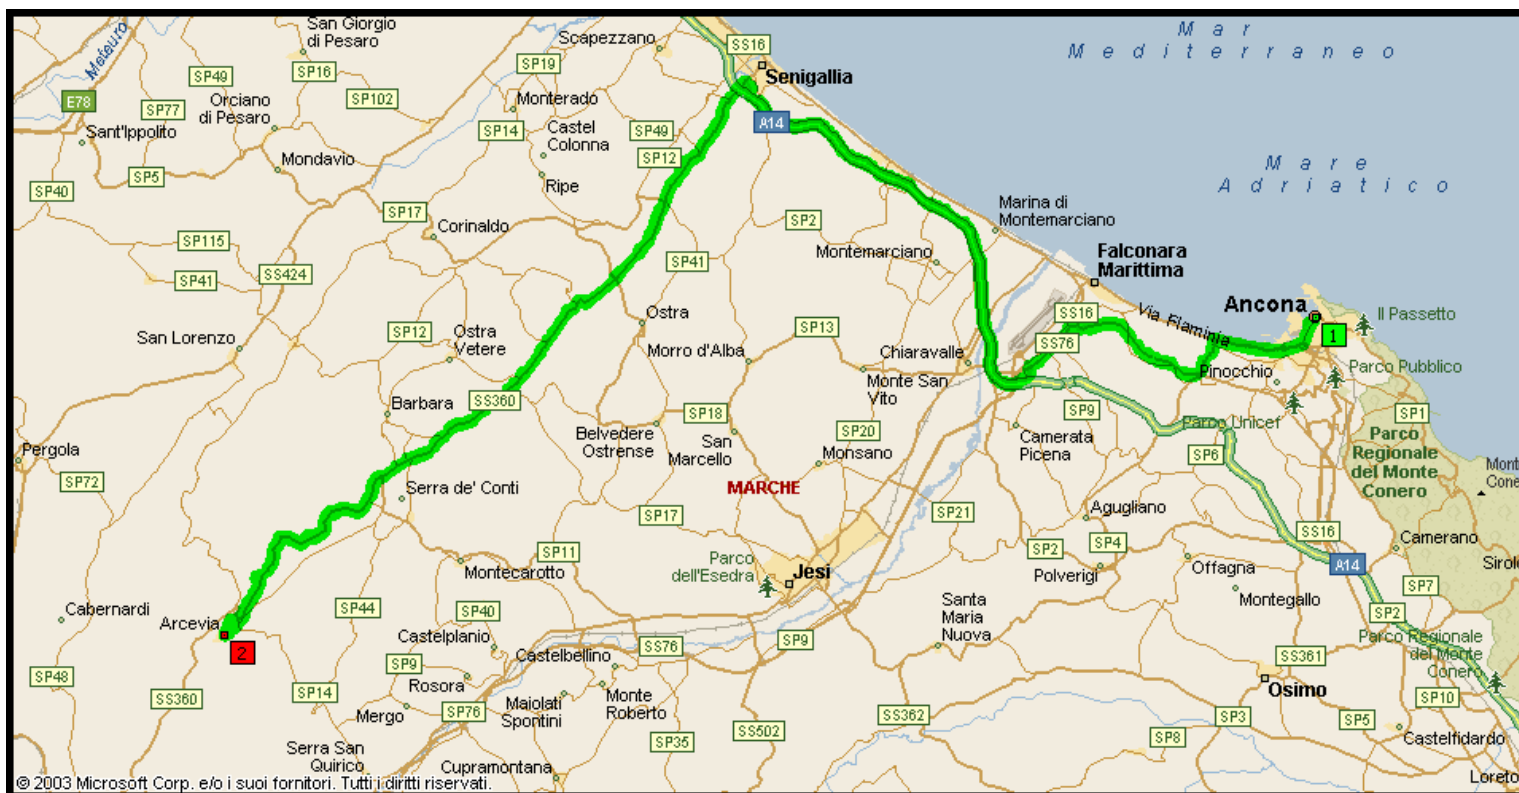 San Giorgio
di Pesaro
Scapezzano
SS16
Mar
Mediterraneo
Metauro
SP49
SP16
SP19
Senigallia
E78
SP77
Orciano
di Pesaro
SP102
Monterado
Sant'Ippolito
SP14
Castel
Colonna
SP49
A14
SP12
Mondavio
SP5
SP40
Ripe
Mare
Adriatico
SP17
Corinaldo
SP2
Marina di
Montemarciano
SP115
SP41
SS424
SP41
Montemarciano
Falconara
Marittima
Ancona
Il Passetto
1
SS16
Via Flaminia
San Lorenzo
SP12
Ostra
Vetere
Ostra
SP13
SS76
Morro d'Alba
Chiaravalle
Monte San
Vito
Pinocchio
Parco Pubblico
SS360
Barbara
SP18
SP9
Parco Unicef
SP1
Belvedere
Ostrense
San
Marcello
SP20
Camerata
Picena
Parco
Regionale
del Monte
Conero
Pergola
Monsano
SP6
Mont
Cone
SP72
Serra de' Conti
MARCHE
SP17
SP21
Agugliano
SS16
Camerano
SP11
Parco
dell'Esedra
Jesi
SP2
SP4
Polverigi
Offagna
A14
Sirol
Montecarotto
Montegallo
SP7
Cabernardi
Arcevia
2
SP44
SP40
Santa
Maria
Nuova
SP2
Castelplanio
SS76
SP9
Parco Regionale
del Monte
Conero
SP48
SP9
Castelbellino
SS361
Rosora
SS360
SP14
Maiolati
Spontini
Monte
Roberto
Osimo
SP10
Mergo
SP76
SS362
SP3
SP5
SS502
SP35
SP8
Castelfidardo
Serra San
Quirico
Cupramontana
Loreto
© 2003 Microsoft Corp. e/o i suoi fornitori. Tutti i diritti riservati.